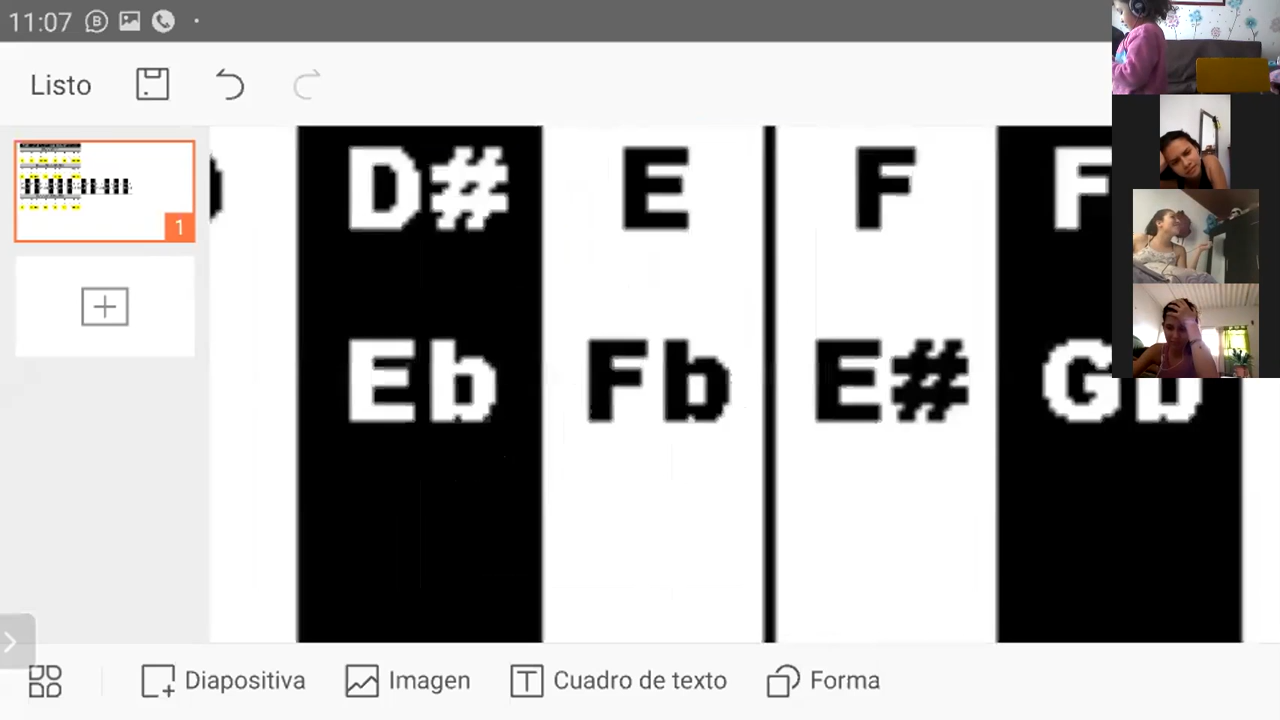 11:07
Listo
D# E F F
Eb Fb E# Gb
1
Diapositiva Imagen Cuadro de texto Forma